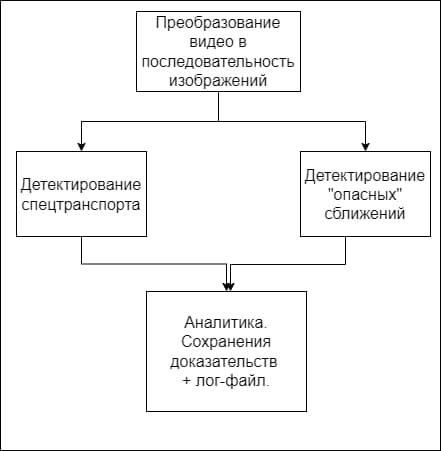 Преобразование
видео в
последовательность
изображений
Детектирование
спецтранспорта
Детектирование
"опасных"
сближений
Аналитика.
Сохранения
доказательств
+ лог-файл.